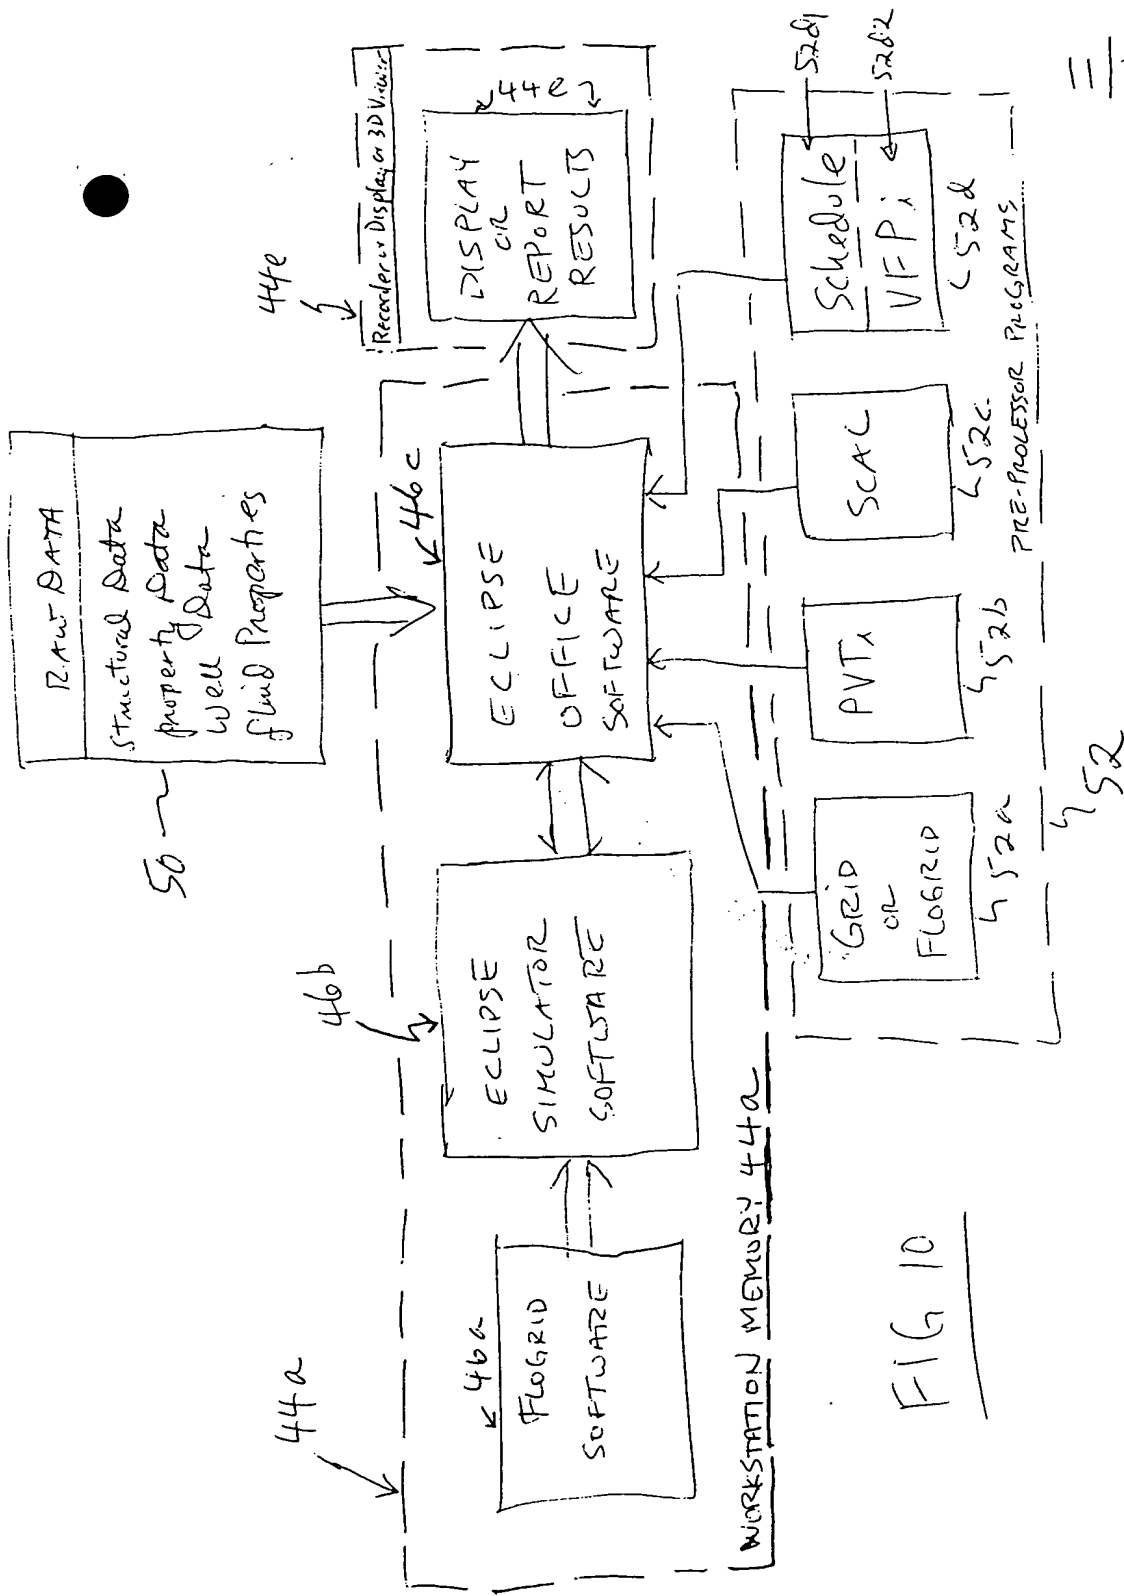 50
RAW DATA
Structural Data
property Data
Well Data
fluid Properties
44a
46b
46c
44e
Recorder or Display or 3D Viewer
46a
FLOGRID
SOFTWARE
ECLIPSE
SIMULATOR
SOFTWARE
ECLIPSE
OFFICE
SOFTWARE
DISPLAY
OR
REPORT
RESULTS
44e
WORKSTATION MEMORY 44a
GRID
OR
FLOGRID
52a
PVTi
52b
SCAL
52c
Schedule
VFPi
52d
52d1
52d2
PRE-PROCESSOR PROGRAMS
52
FIG 10
11